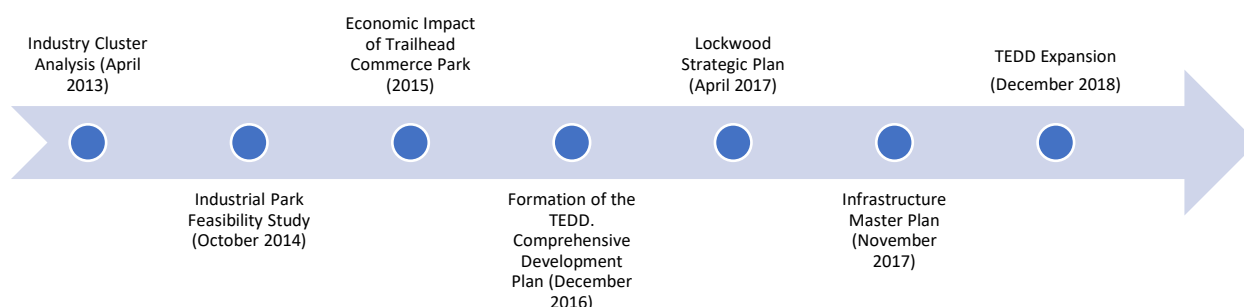 Industry Cluster
Analysis (April
2013)
Industrial Park
Feasibility Study
(October 2014)
Economic Impact
of Trailhead
Commerce Park
(2015)
Formation of the
TEDD.
Comprehensive
Development
Plan (December
2016)
Lockwood
Strategic Plan
(April 2017)
Infrastructure
Master Plan
(November
2017)
TEDD Expansion
(December 2018)